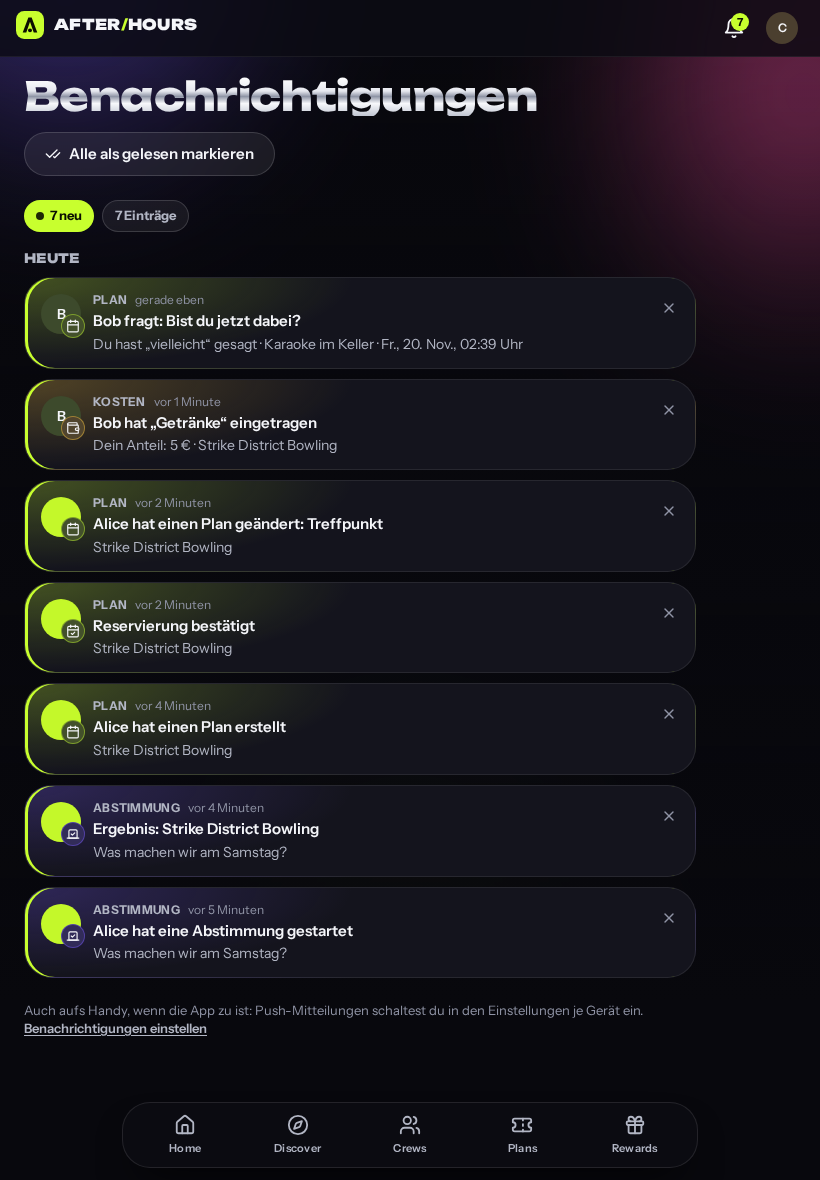 AFTER/HOURS
7
C
Benachrichtigungen
Alle als gelesen markieren
7 neu
7 Einträge
HEUTE
B
PLAN gerade eben
Bob fragt: Bist du jetzt dabei?
Du hast „vielleicht“ gesagt · Karaoke im Keller · Fr., 20. Nov., 02:39 Uhr
B
KOSTEN vor 1 Minute
Bob hat „Getränke“ eingetragen
Dein Anteil: 5 € · Strike District Bowling
PLAN vor 2 Minuten
Alice hat einen Plan geändert: Treffpunkt
Strike District Bowling
PLAN vor 2 Minuten
Reservierung bestätigt
Strike District Bowling
PLAN vor 4 Minuten
Alice hat einen Plan erstellt
Strike District Bowling
ABSTIMMUNG vor 4 Minuten
Ergebnis: Strike District Bowling
Was machen wir am Samstag?
ABSTIMMUNG vor 5 Minuten
Alice hat eine Abstimmung gestartet
Was machen wir am Samstag?
Auch aufs Handy, wenn die App zu ist: Push-Mitteilungen schaltest du in den Einstellungen je Gerät ein.
Benachrichtigungen einstellen
Home
Discover
Crews
Plans
Rewards